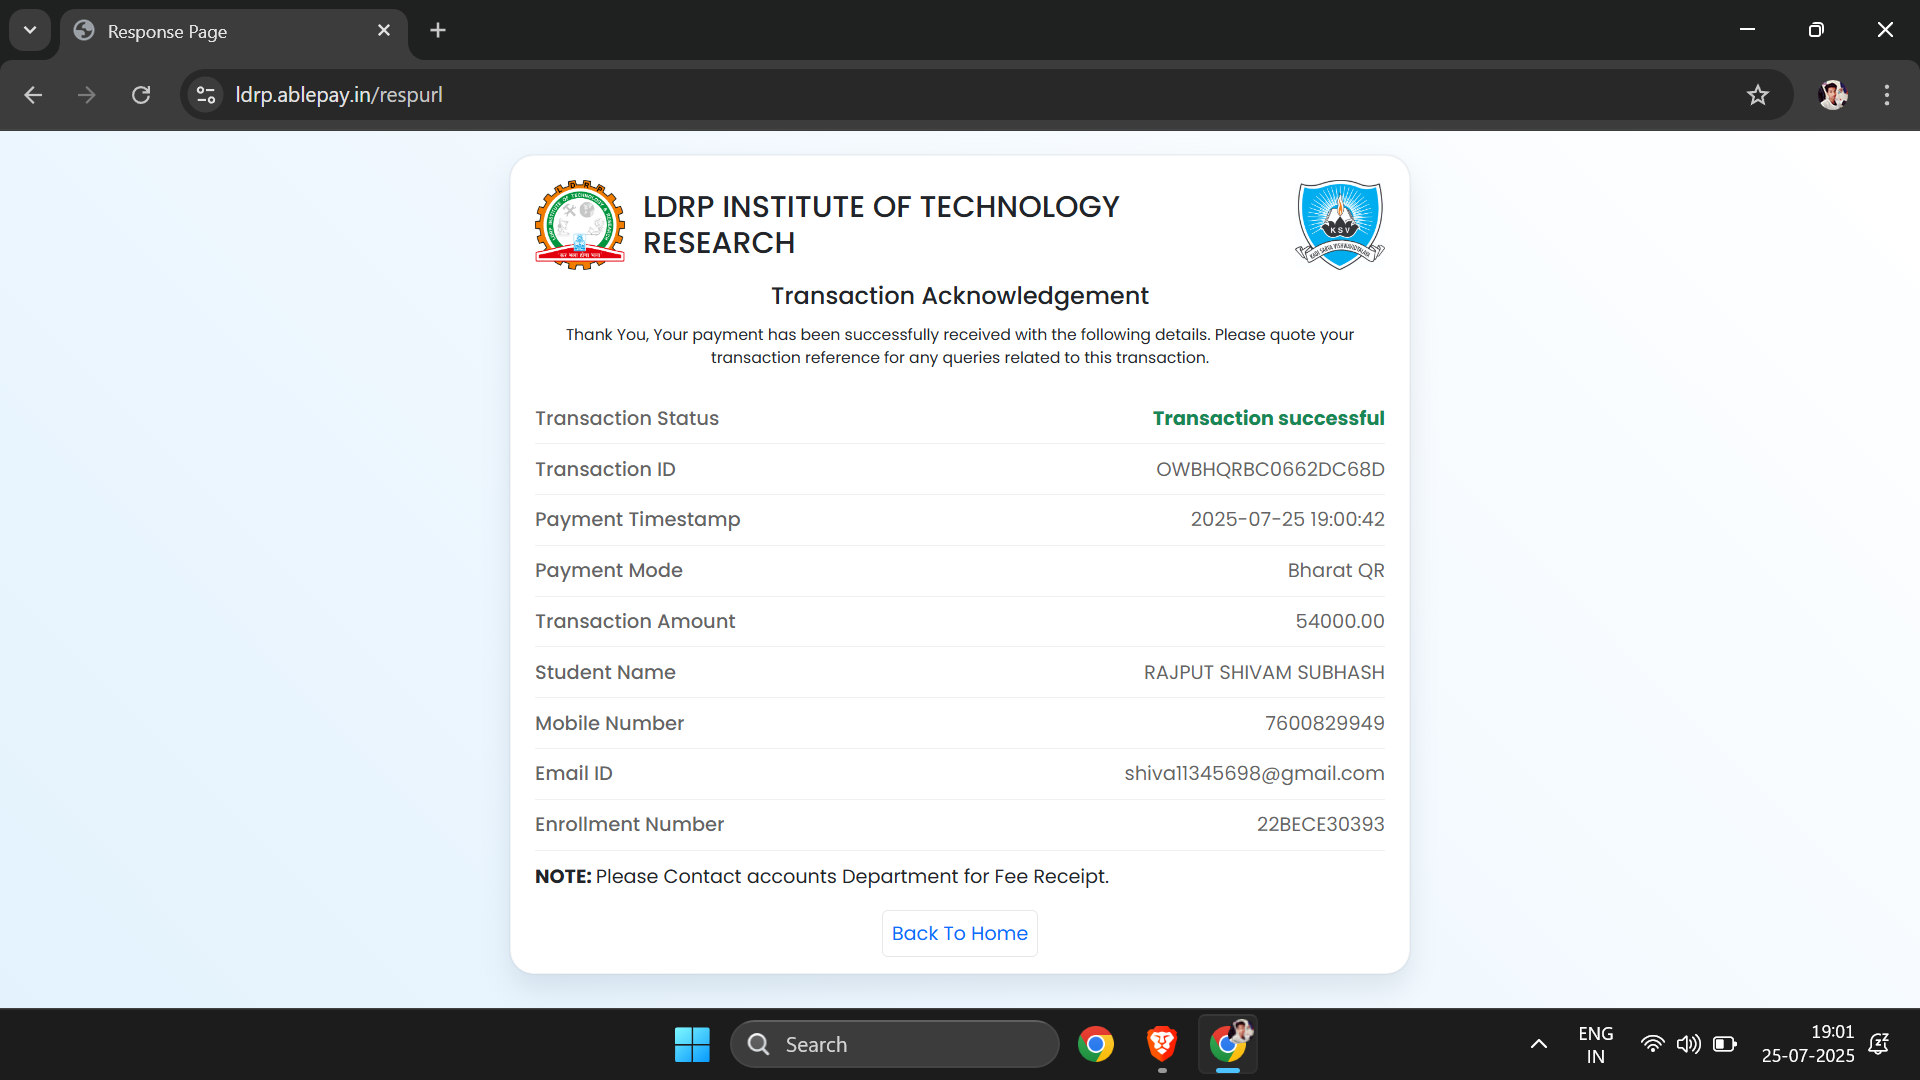 Response Page
ldrp.ablepay.in/respurl
LDRP INSTITUTE OF TECHNOLOGY
RESEARCH
KSV
Transaction Acknowledgement
Thank You, Your payment has been successfully received with the following details. Please quote your
transaction reference for any queries related to this transaction.
Transaction Status Transaction successful
Transaction ID OWBHQRBC0662DC68D
Payment Timestamp 2025-07-25 19:00:42
Payment Mode Bharat QR
Transaction Amount 54000.00
Student Name RAJPUT SHIVAM SUBHASH
Mobile Number 7600829949
Email ID shiva11345698@gmail.com
Enrollment Number 22BECE30393
NOTE: Please Contact accounts Department for Fee Receipt.
Back To Home
Search
ENG
IN
19:01
25-07-2025